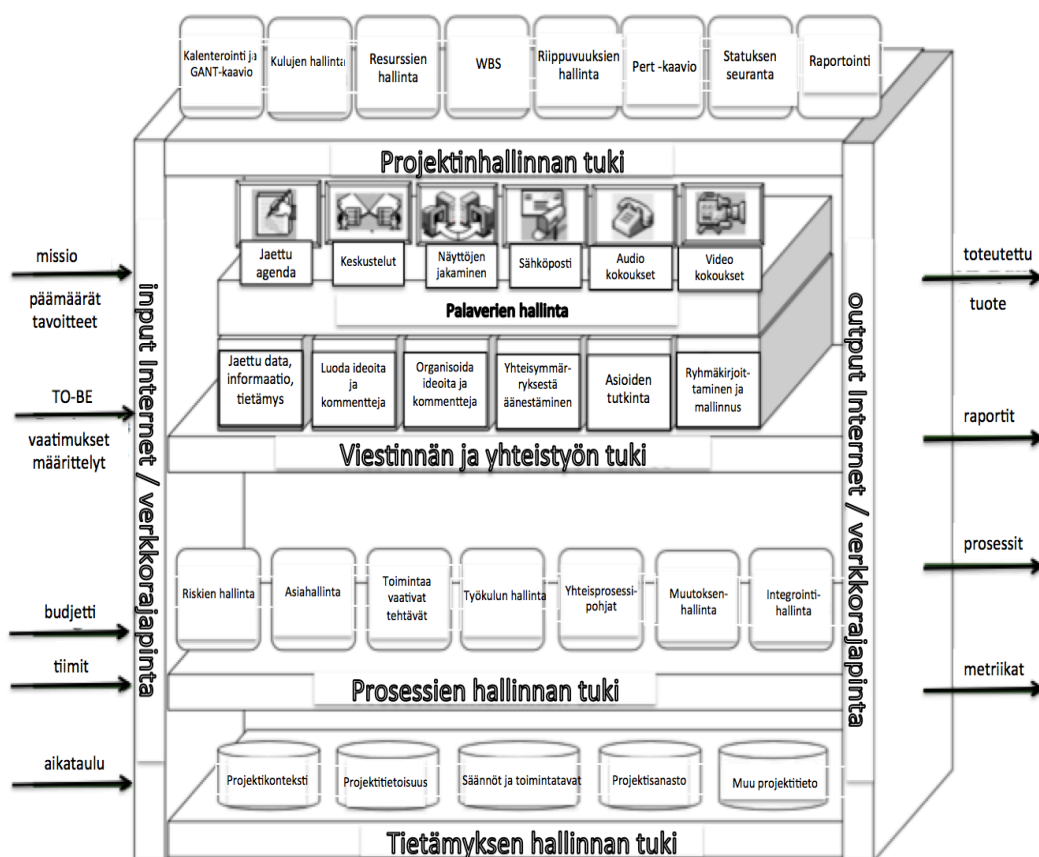 Kalenterointi ja
GANT-kaavio
Kulujen hallinta
Resurssien
hallinta
WBS
Riippuvuuksien
hallinta
Pert -kaavio
Statuksen
seuranta
Raportointi
Projektinhallinnan tuki
Jaettu
agenda
Keskustelut
Näyttöjen
jakaminen
Sähköposti
Audio
kokoukset
Video
kokoukset
Palaverien hallinta
Jaettu data,
informaatio,
tietämys
Luoda ideoita
ja
kommentteja
Organisoida
ideoita ja
kommentteja
Yhteisymmär-
ryksestä
äänestäminen
Asioiden
tutkinta
Ryhmäkirjoit-
taminen ja
mallinnus
Viestinnän ja yhteistyön tuki
Riskien hallinta
Asiahallinta
Toimintaa
vaativat
tehtävät
Työkulun hallinta
Yhteisprosessi-
pohjat
Muutoksen-
hallinta
Integrointi-
hallinta
Prosessien hallinnan tuki
Projektikonteksti
Projektitietoisuus
Säännöt ja toimintatavat
Projektisanasto
Muu projektitieto
Tietämyksen hallinnan tuki
missio
päämäärät
tavoitteet
TO-BE
vaatimukset
määrittelyt
budjetti
tiimit
aikataulu
input Internet / verkkorajapinta
output Internet / verkkorajapinta
toteutettu
tuote
raportit
prosessit
metriikat